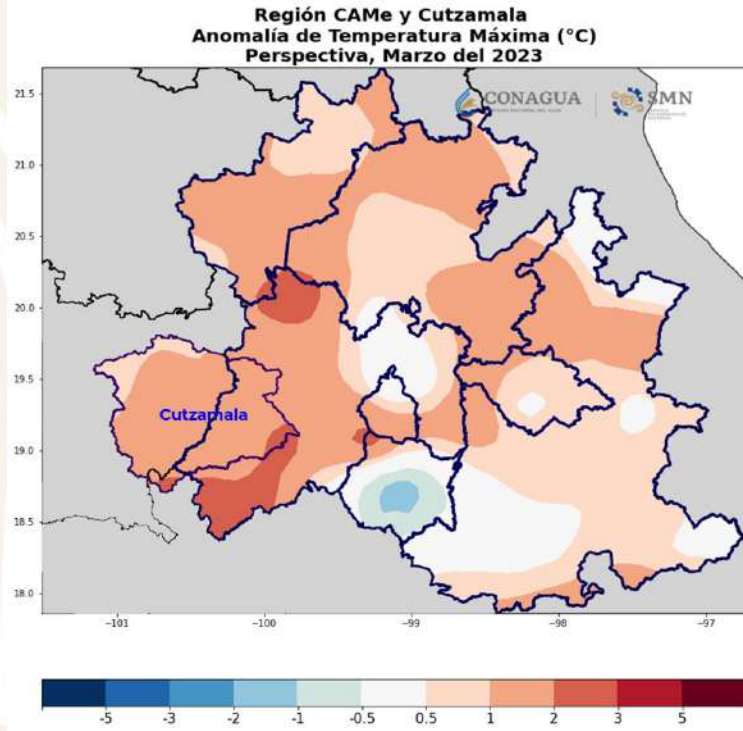 Región CAMe y Cutzamala
Anomalía de Temperatura Máxima (°C)
Perspectiva, Marzo del 2023
CONAGUA
SMN
21.5
21.0
20.5
20.0
19.5
19.0
18.5
18.0
Cutzamala
-101
-100
-99
-98
-97
-5 -3 -2 -1 -0.5 0.5 1 2 3 5